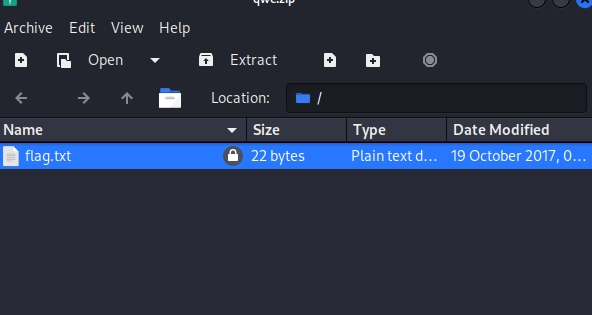 qwe.zip
Archive Edit View Help
Open Extract
Location: /
Name Size Type Date Modified
flag.txt 22 bytes Plain text d... 19 October 2017, 0...